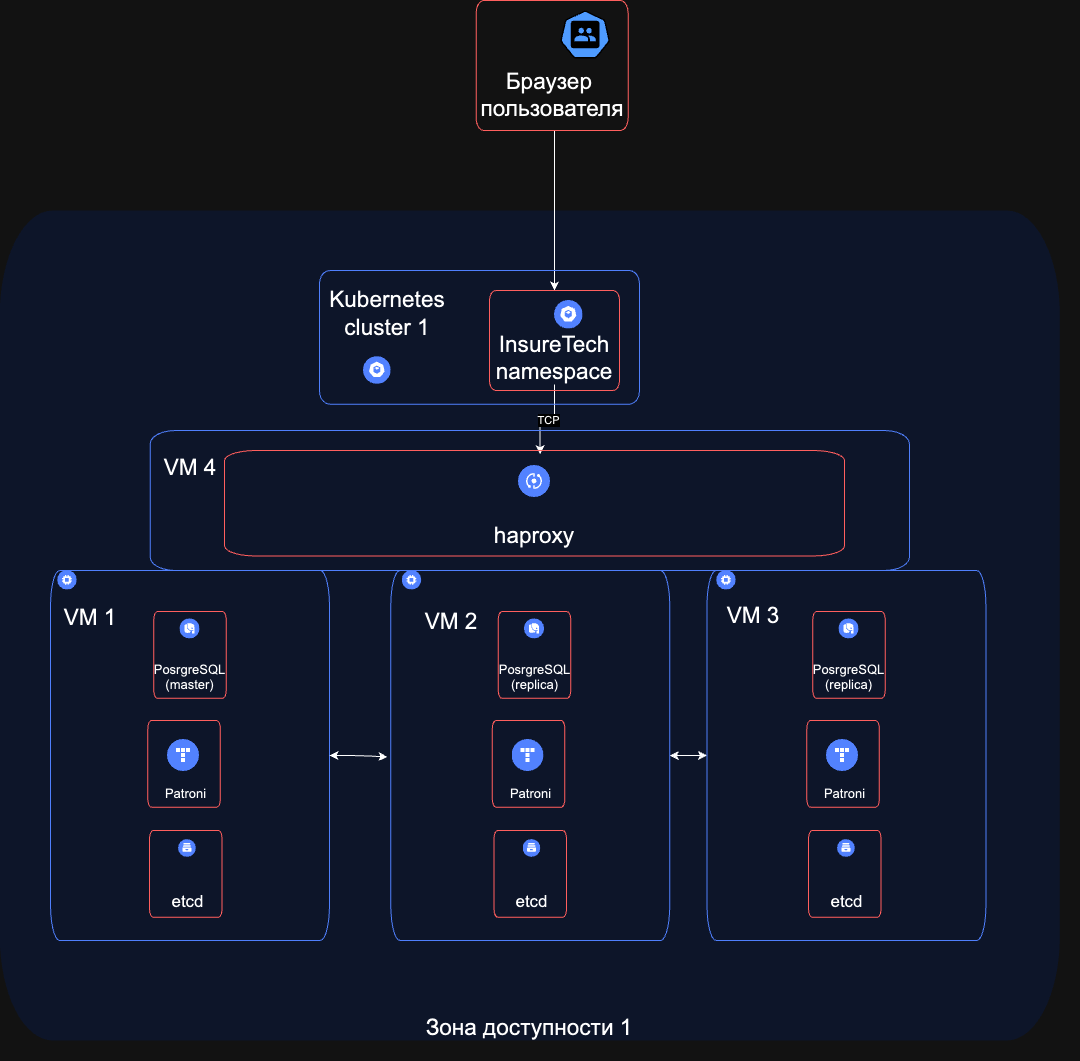 Браузер
пользователя
Kubernetes
cluster 1
InsureTech
namespace
TCP
VM 4
haproxy
VM 1
PosrgreSQL
(master)
Patroni
etcd
VM 2
PosrgreSQL
(replica)
Patroni
etcd
VM 3
PosrgreSQL
(replica)
Patroni
etcd
Зона доступности 1